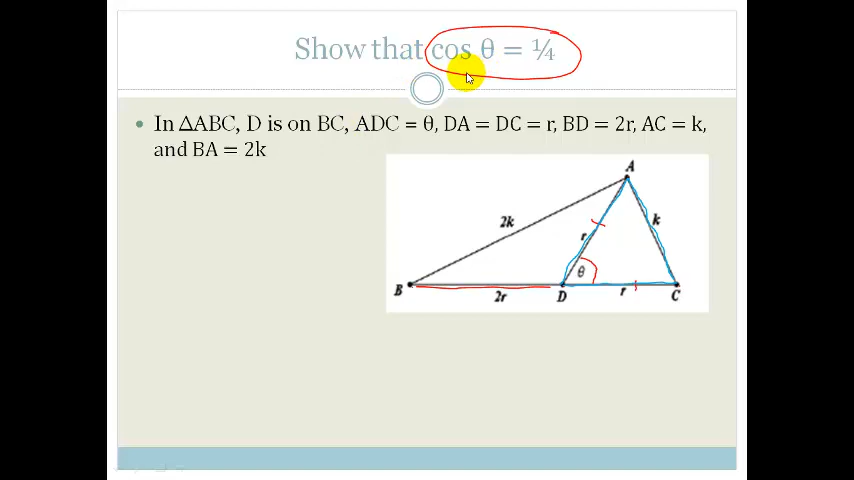 Show that cos θ = ¼
In ΔABC, D is on BC, ADC = θ, DA = DC = r, BD = 2r, AC = k,
and BA = 2k
A
2k
k
r
θ
B
2r
D
r
C